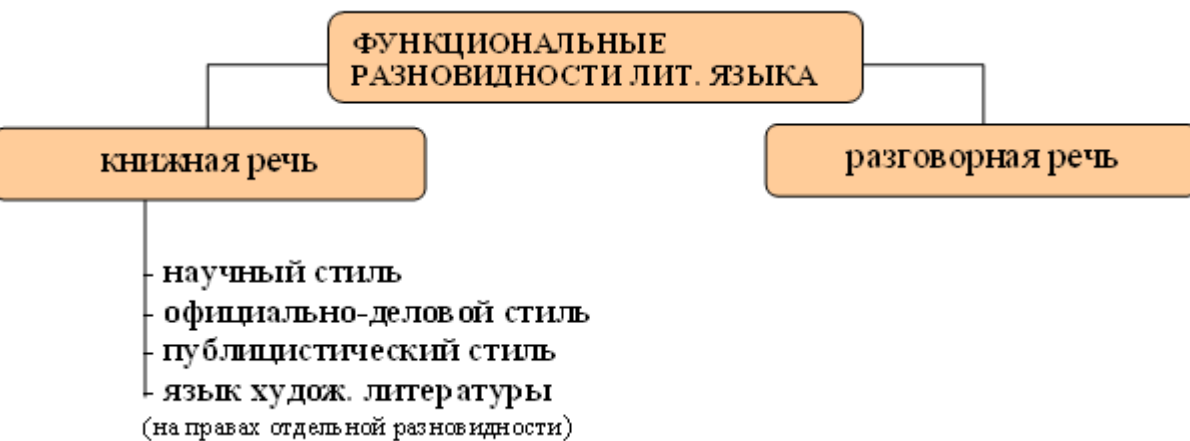 ФУНКЦИОНАЛЬНЫЕ
РАЗНОВИДНОСТИ ЛИТ. ЯЗЫКА
книжная речь
разговорная речь
- научный стиль
- официально-деловой стиль
- публицистический стиль
- язык худож. литературы
(на правах отдельной разновидности)